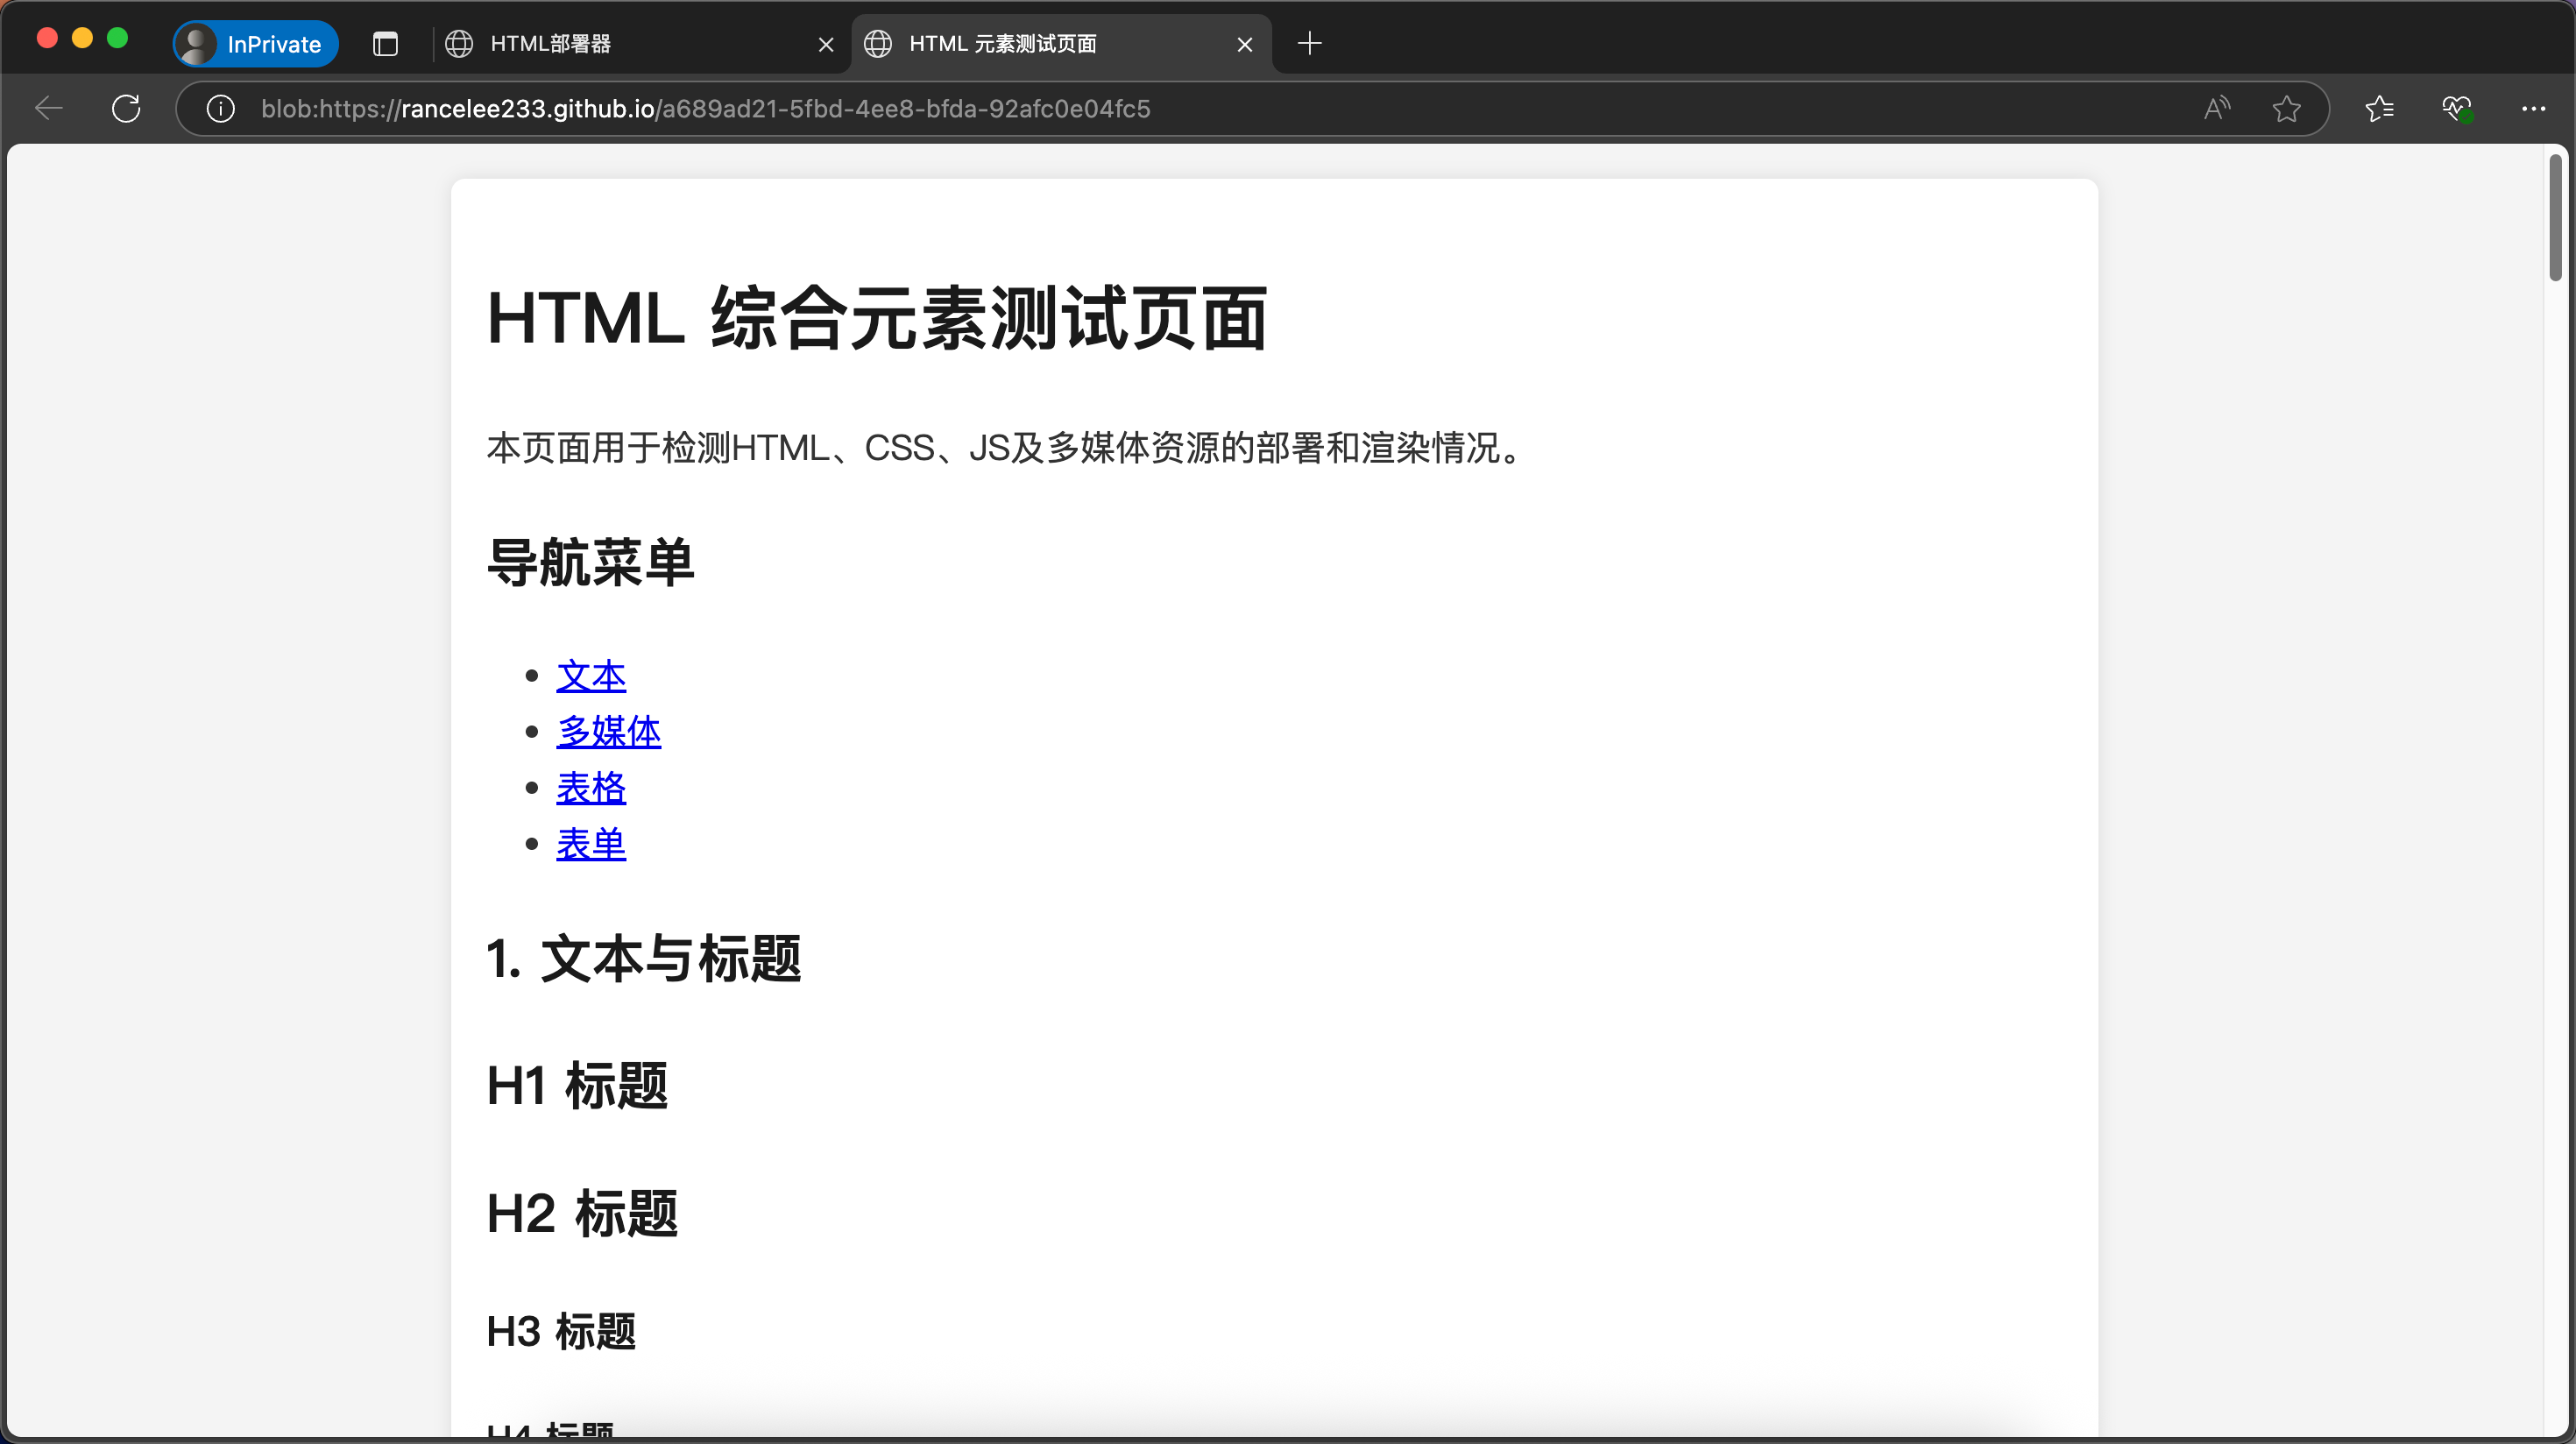 InPrivate
HTML部署器
HTML 元素测试页面
blob:https://rancelee233.github.io/a689ad21-5fbd-4ee8-bfda-92afc0e04fc5
HTML 综合元素测试页面
本页面用于检测HTML、CSS、JS及多媒体资源的部署和渲染情况。
导航菜单
文本
多媒体
表格
表单
1. 文本与标题
H1 标题
H2 标题
H3 标题
H4 标题